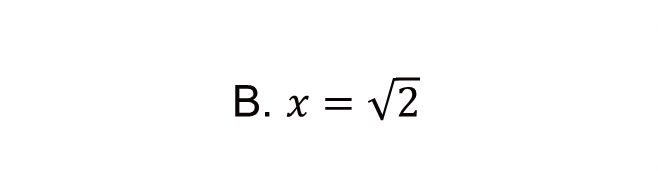 B. 𝑥 = √2